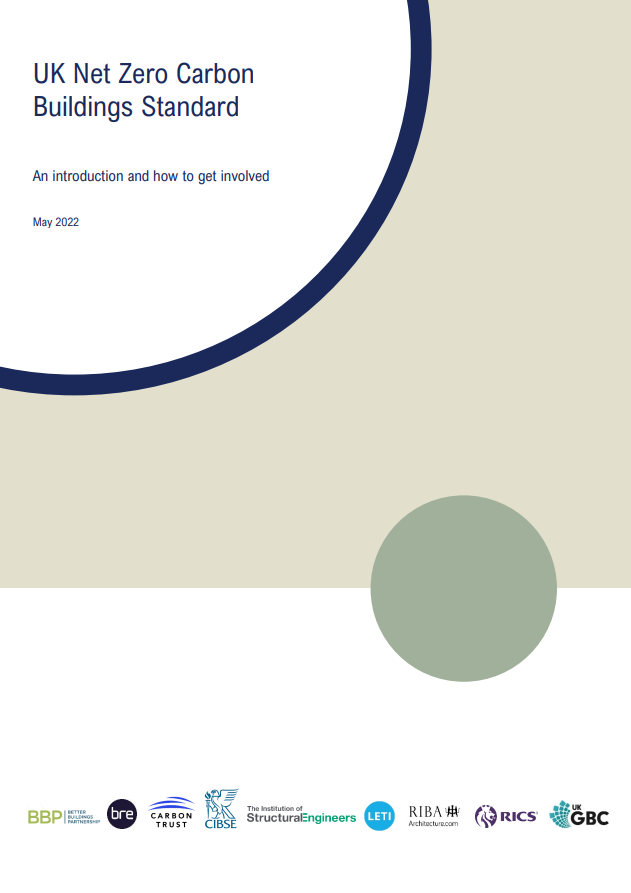 UK Net Zero Carbon
Buildings Standard
An introduction and how to get involved
May 2022
BBP
BETTER
BUILDINGS
PARTNERSHIP
bre
CARBON
TRUST
CIBSE
The Institution of
StructuralEngineers
LETI
RIBA
Architecture.com
RICS
UK
GBC